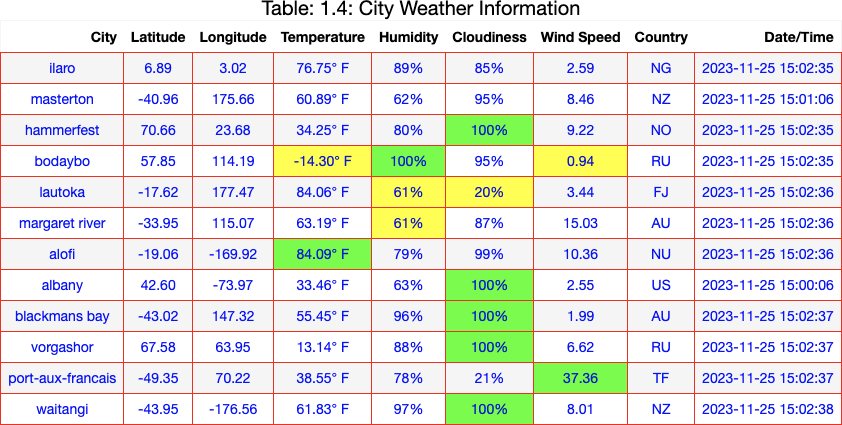 Table: 1.4: City Weather Information
City Latitude Longitude Temperature Humidity Cloudiness Wind Speed Country Date/Time
ilaro 6.89 3.02 76.75° F 89% 85% 2.59 NG 2023-11-25 15:02:35
masterton -40.96 175.66 60.89° F 62% 95% 8.46 NZ 2023-11-25 15:01:06
hammerfest 70.66 23.68 34.25° F 80% 100% 9.22 NO 2023-11-25 15:02:35
bodaybo 57.85 114.19 -14.30° F 100% 95% 0.94 RU 2023-11-25 15:02:35
lautoka -17.62 177.47 84.06° F 61% 20% 3.44 FJ 2023-11-25 15:02:36
margaret river -33.95 115.07 63.19° F 61% 87% 15.03 AU 2023-11-25 15:02:36
alofi -19.06 -169.92 84.09° F 79% 99% 10.36 NU 2023-11-25 15:02:36
albany 42.60 -73.97 33.46° F 63% 100% 2.55 US 2023-11-25 15:00:06
blackmans bay -43.02 147.32 55.45° F 96% 100% 1.99 AU 2023-11-25 15:02:37
vorgashor 67.58 63.95 13.14° F 88% 100% 6.62 RU 2023-11-25 15:02:37
port-aux-francais -49.35 70.22 38.55° F 78% 21% 37.36 TF 2023-11-25 15:02:37
waitangi -43.95 -176.56 61.83° F 97% 100% 8.01 NZ 2023-11-25 15:02:38